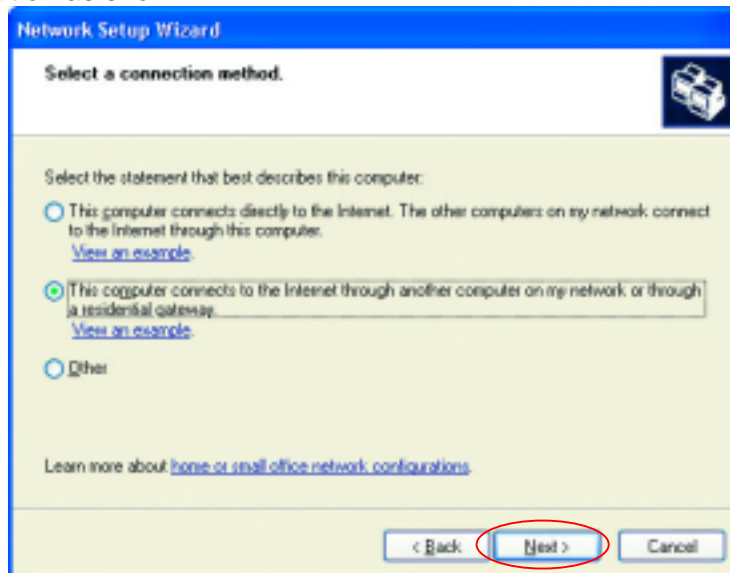 Network Setup Wizard
Select a connection method.
Select the statement that best describes this computer:
This computer connects directly to the Internet. The other computers on my network connect
to the Internet through this computer.
View an example.
This computer connects to the Internet through another computer on my network or through
a residential gateway.
View an example.
Other
Learn more about home or small office network configurations.
< Back
Next >
Cancel